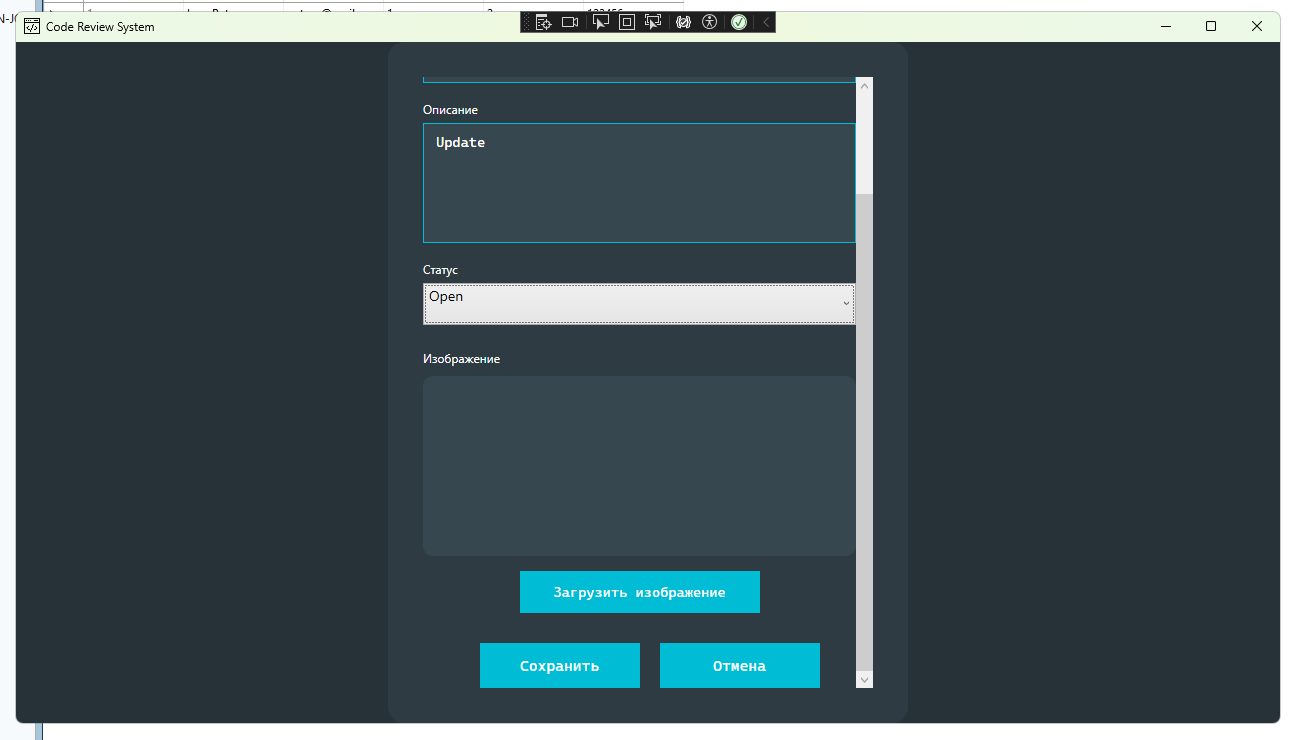 Code Review System
Описание
Update
Статус
Open
Изображение
Загрузить изображение
Сохранить
Отмена